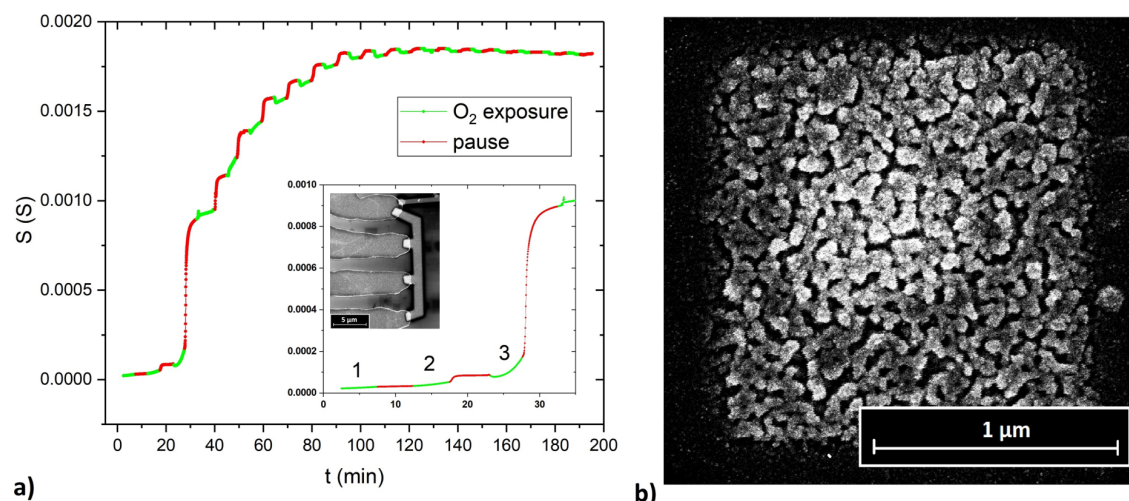 0.0020
0.0015
0.0010
0.0005
0.0000
S (S)
0 20 40 60 80 100 120 140 160 180 200
t (min)
O₂ exposure
pause
0.0010
0.0008
0.0006
0.0004
0.0002
0.0000
0 10 20 30
1 2 3
5 µm
a)
1 µm
b)